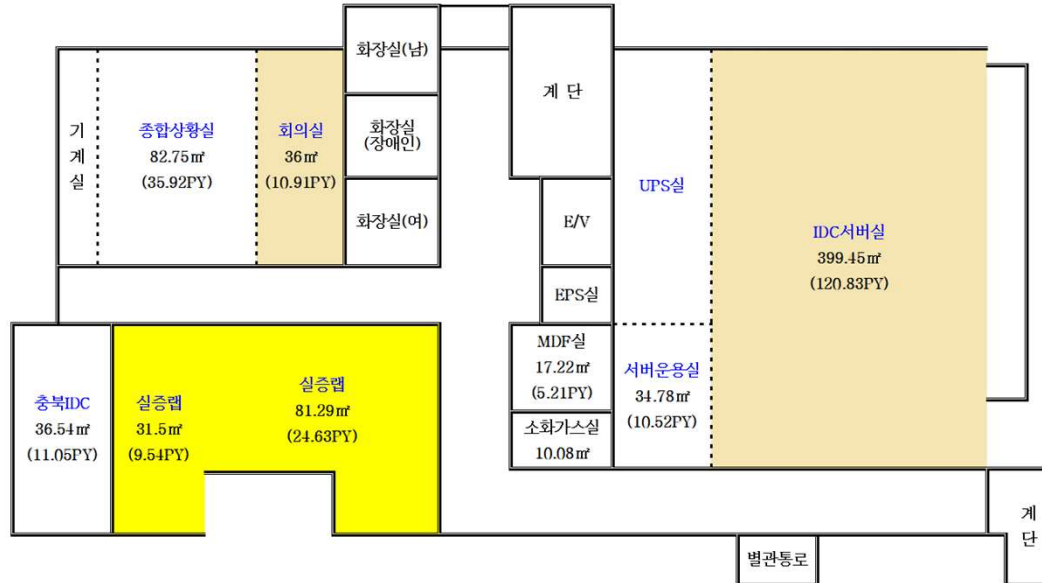 화장실(남)
계 단
기
계
실
종합상황실
82.75㎡
(35.92PY)
회의실
36㎡
(10.91PY)
화장실
(장애인)
화장실(여)
E/V
EPS실
UPS실
IDC서버실
399.45㎡
(120.83PY)
충북IDC
36.54㎡
(11.05PY)
실증랩
31.5㎡
(9.54PY)
실증랩
81.29㎡
(24.63PY)
MDF실
17.22㎡
(5.21PY)
소화가스실
10.08㎡
서버운용실
34.78㎡
(10.52PY)
계
단
별관통로